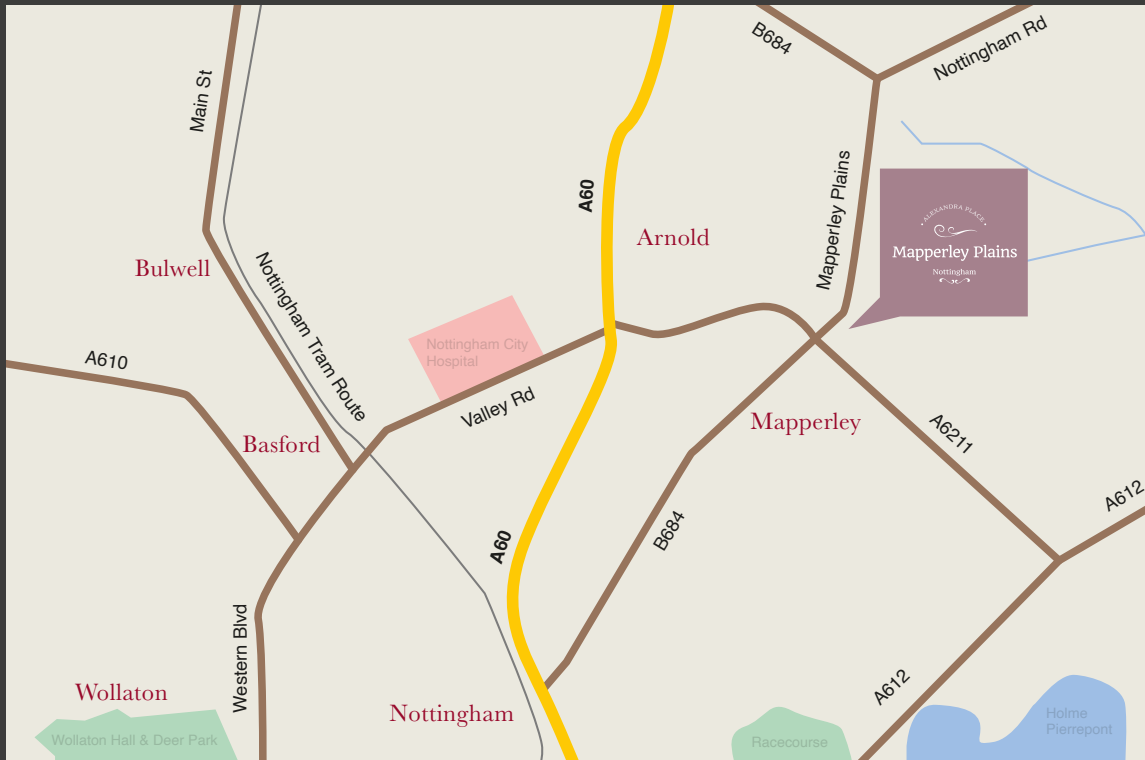 B684
Nottingham Rd
Main St
A60
Mapperley Plains
ALEXANDRA PLACE
Mapperley Plains
Nottingham
Arnold
Bulwell
Nottingham Tram Route
Nottingham City
Hospital
A610
Valley Rd
Basford
Mapperley
A6211
A612
B684
A60
Western Blvd
A612
Wollaton
Nottingham
Holme
Pierrepont
Wollaton Hall & Deer Park
Racecourse